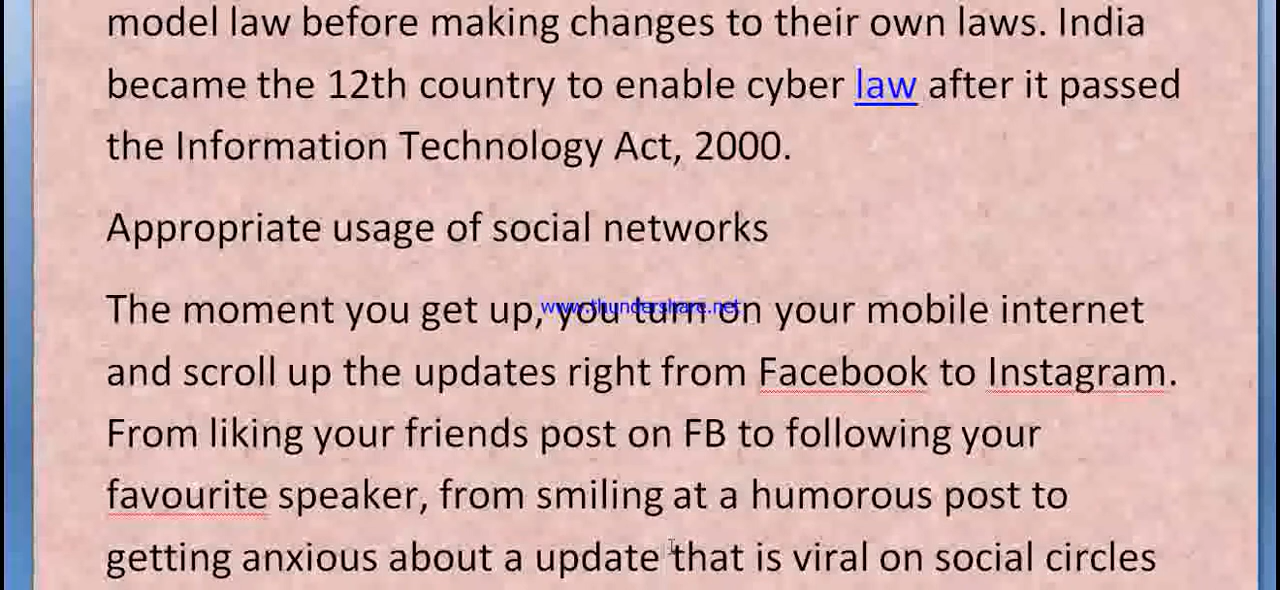 model law before making changes to their own laws. India
became the 12th country to enable cyber law after it passed
the Information Technology Act, 2000.
Appropriate usage of social networks
The moment you get up, you turn on your mobile internet
www.thundershare.net
and scroll up the updates right from Facebook to Instagram.
From liking your friends post on FB to following your
favourite speaker, from smiling at a humorous post to
getting anxious about a update that is viral on social circles